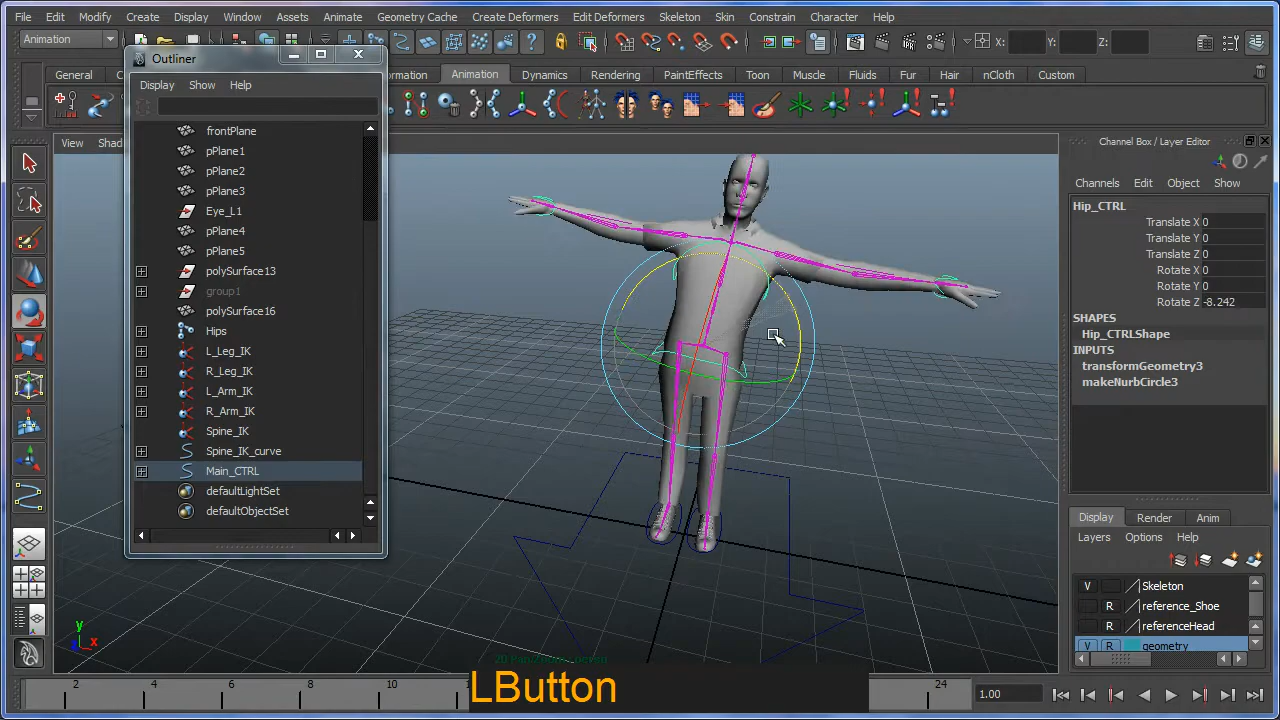 File Edit Modify Create Display Window Assets Animate Geometry Cache Create Deformers Edit Deformers Skeleton Skin Constrain Character Help
Animation
X: Y: Z:
General
Animation Dynamics Rendering PaintEffects Toon Muscle Fluids Fur Hair nCloth Custom
Outliner
Display Show Help
frontPlane
pPlane1
pPlane2
pPlane3
Eye_L1
pPlane4
pPlane5
polySurface13
group1
polySurface16
Hips
L_Leg_IK
R_Leg_IK
L_Arm_IK
R_Arm_IK
Spine_IK
Spine_IK_curve
Main_CTRL
defaultLightSet
defaultObjectSet
View
Channel Box / Layer Editor
Channels Edit Object Show
Hip_CTRL
Translate X 0
Translate Y 0
Translate Z 0
Rotate X 0
Rotate Y 0
Rotate Z -8.242
SHAPES
Hip_CTRLShape
INPUTS
transformGeometry3
makeNurbCircle3
Display Render Anim
Layers Options Help
V Skeleton
R reference_Shoe
R referenceHead
V R geometry
y
x
LButton
2 4 6 8 10 24
1.00